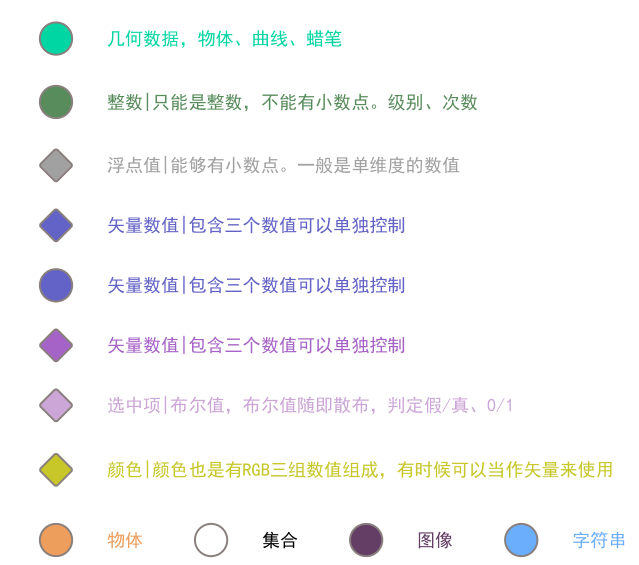 几何数据，物体、曲线、蜡笔
整数|只能是整数，不能有小数点。级别、次数
浮点值|能够有小数点。一般是单维度的数值
矢量数值|包含三个数值可以单独控制
矢量数值|包含三个数值可以单独控制
矢量数值|包含三个数值可以单独控制
选中项|布尔值，布尔值随即散布，判定假/真、0/1
颜色|颜色也是有RGB三组数值组成，有时候可以当作矢量来使用
物体 集合 图像 字符串